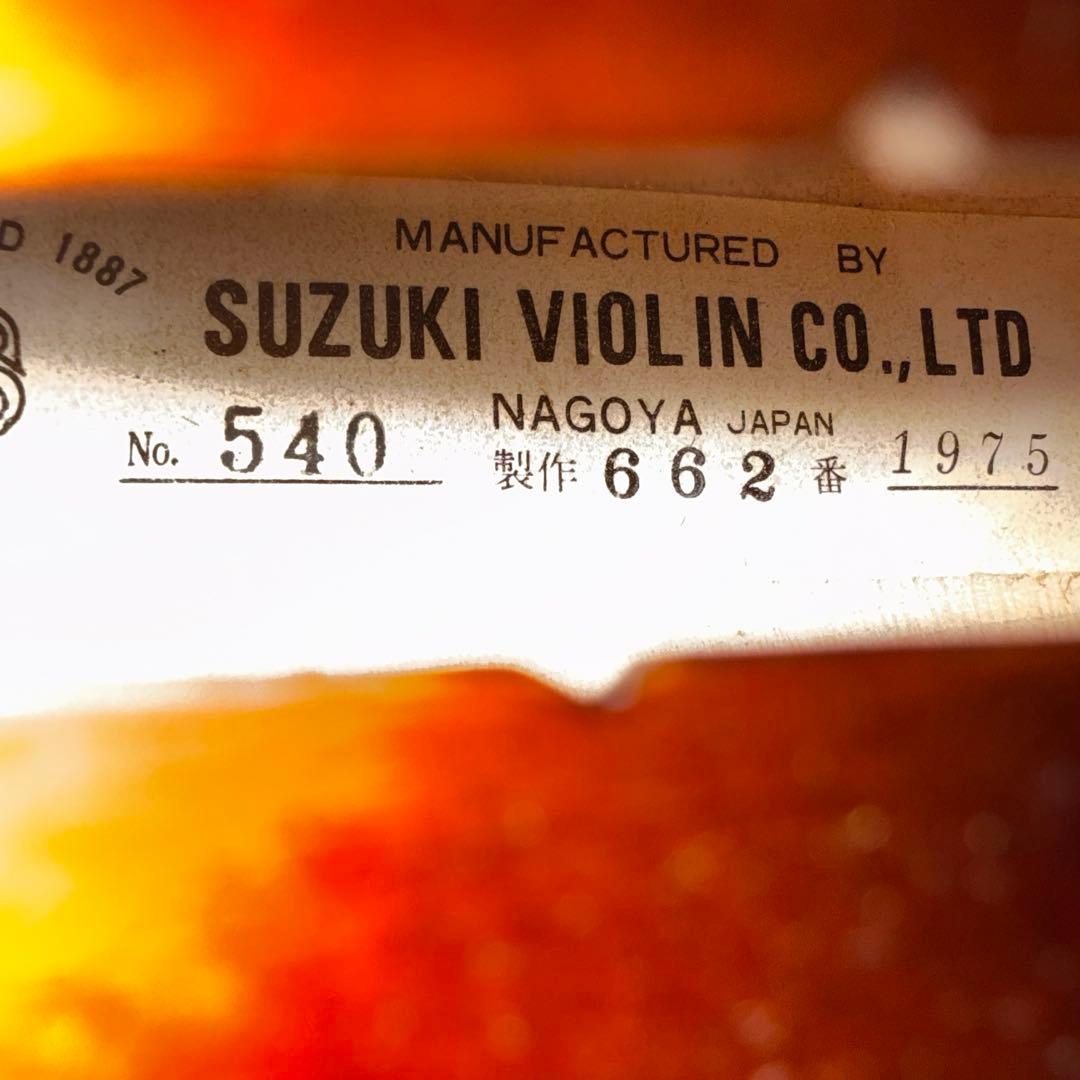 D 1887
MANUFACTURED BY
SUZUKI VIOLIN CO.,LTD
NAGOYA JAPAN
No. 540
製作 662 番 1975